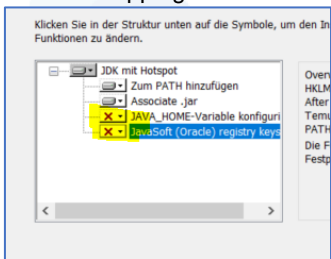 Klicken Sie in der Struktur unten auf die Symbole, um den In
Funktionen zu ändern.
JDK mit Hotspot
Zum PATH hinzufügen
Associate .jar
JAVA_HOME-Variable konfiguri
JavaSoft (Oracle) registry keys
Overv
HKLM
After
Temu
PATH
Die F
Festp